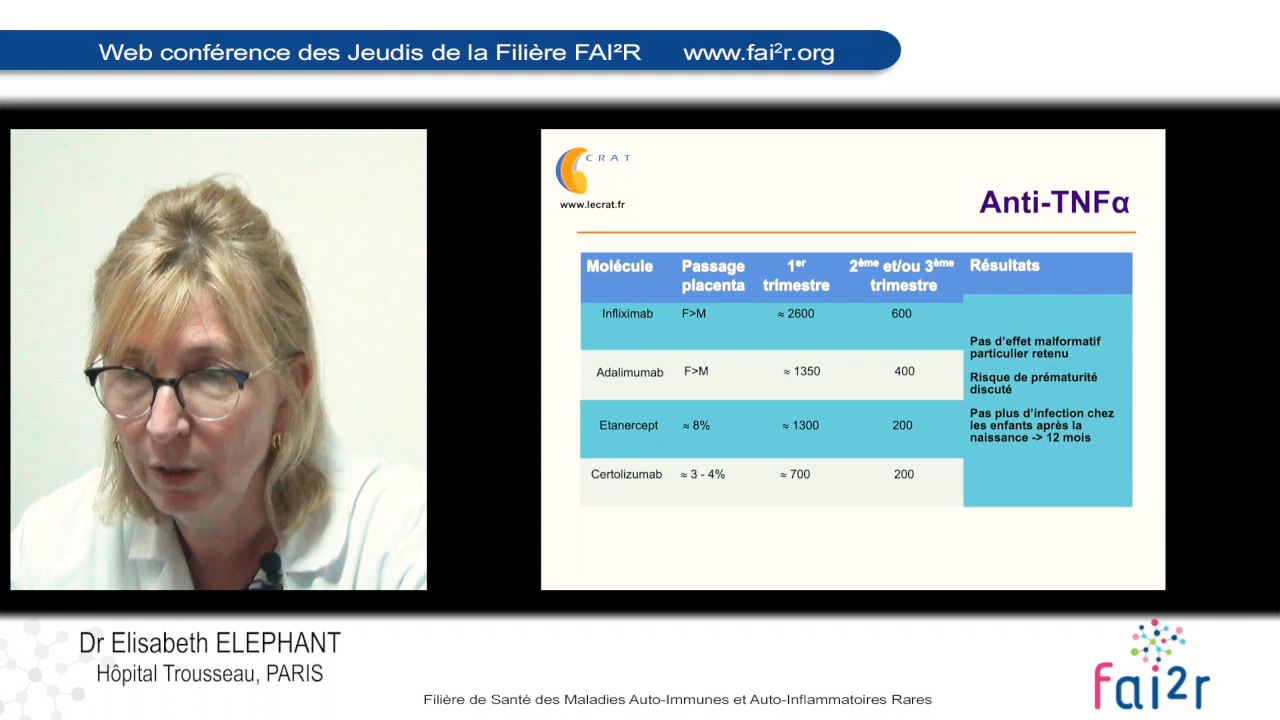 Web conférence des Jeudis de la Filière FAI²R www.fai²r.org
CRAT
www.lecrat.fr
Anti-TNFα
Molécule Passage placenta 1er trimestre 2ème et/ou 3ème trimestre Résultats
Infliximab F>M ≈ 2600 600
Adalimumab F>M ≈ 1350 400
Etanercept ≈ 8% ≈ 1300 200
Certolizumab ≈ 3 - 4% ≈ 700 200
Pas d'effet malformatif
particulier retenu
Risque de prématurité
discuté
Pas plus d'infection chez
les enfants après la
naissance -> 12 mois
Dr Elisabeth ELEPHANT
Hôpital Trousseau, PARIS
Filière de Santé des Maladies Auto-Immunes et Auto-Inflammatoires Rares
fai2r